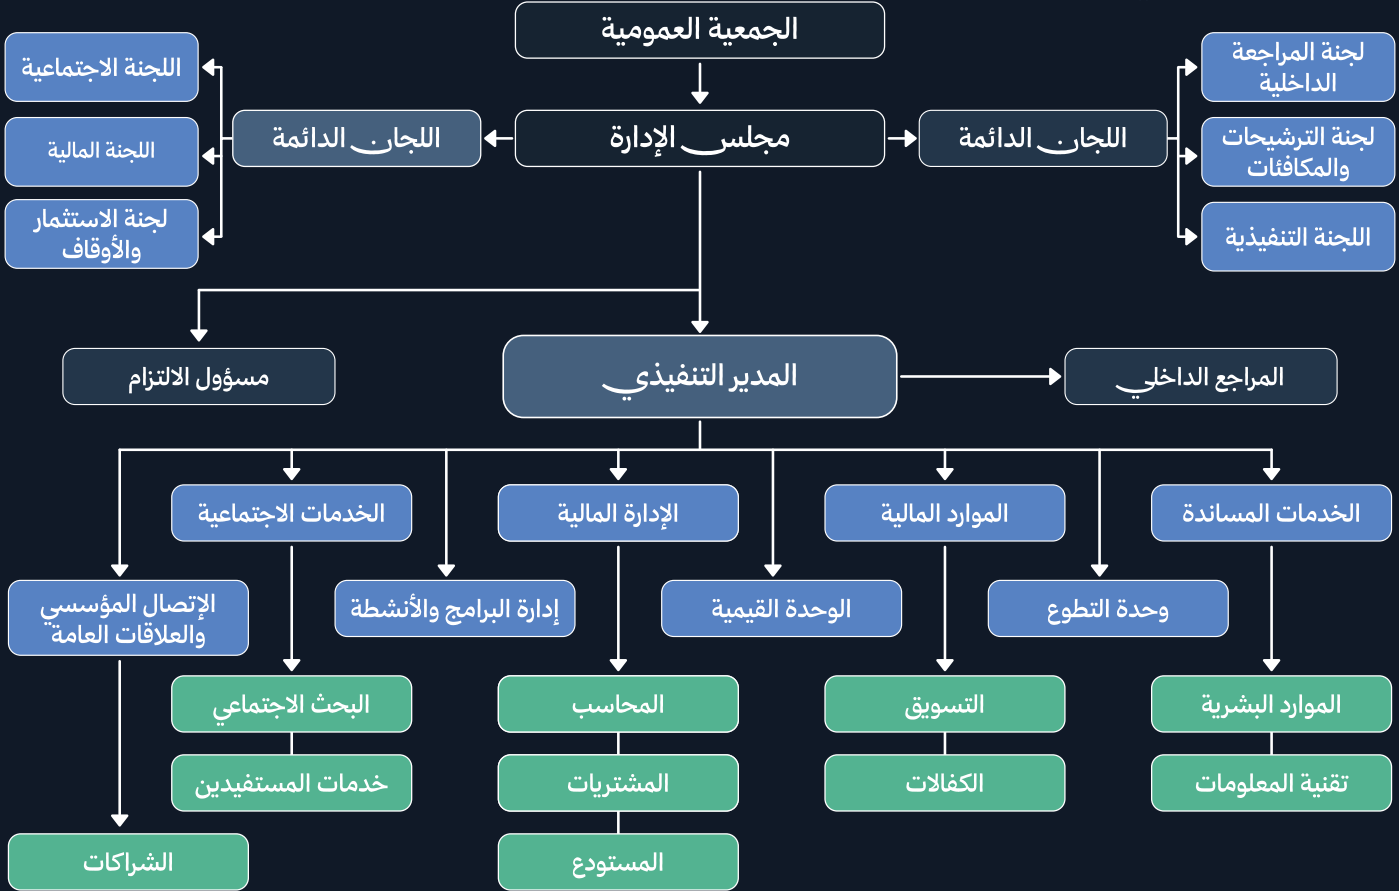 الجمعية العمومية
لجنة المراجعة
الداخلية
اللجنة الاجتماعية
اللجان الدائمة
مجلس الإدارة
اللجان الدائمة
لجنة الترشيحات
والمكافئات
اللجنة المالية
اللجنة التنفيذية
لجنة الاستثمار
والأوقاف
المراجع الداخلي
المدير التنفيذي
مسؤول الالتزام
الخدمات المساندة
الموارد المالية
الإدارة المالية
الخدمات الاجتماعية
وحدة التطوع
الوحدة القيمية
إدارة البرامج والأنشطة
الإتصال المؤسسي
والعلاقات العامة
الموارد البشرية
التسويق
المحاسب
البحث الاجتماعي
تقنية المعلومات
الكفالات
المشتريات
خدمات المستفيدين
المستودع
الشراكات